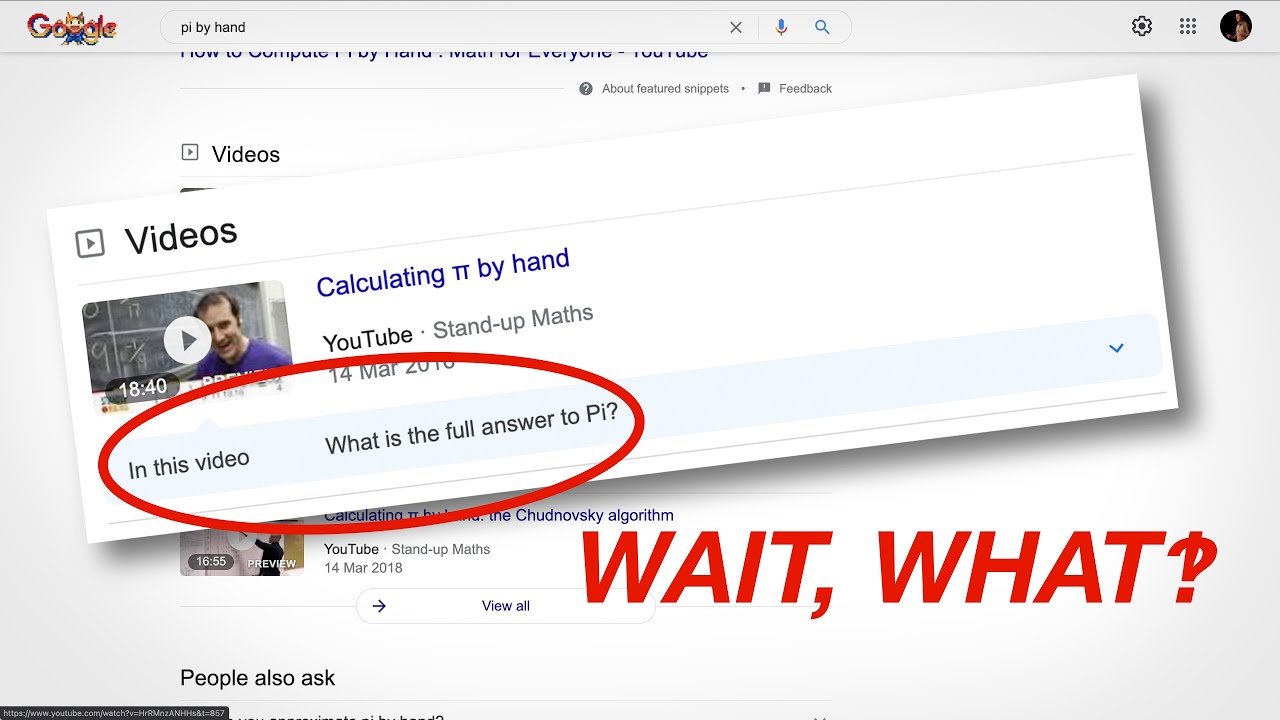 Google
pi by hand
How to Compute Pi by Hand : Math for Everyone - YouTube
About featured snippets • Feedback
Videos
Videos
Calculating π by hand
YouTube · Stand-up Maths
14 Mar 2016
18:40
PREVIEW
In this video
What is the full answer to Pi?
Calculating π by hand: the Chudnovsky algorithm
YouTube · Stand-up Maths
14 Mar 2018
16:55
PREVIEW
WAIT, WHAT‽
View all
People also ask
you approximate pi by hand?
https://www.youtube.com/watch?v=HrRMnzANHHs&t=857